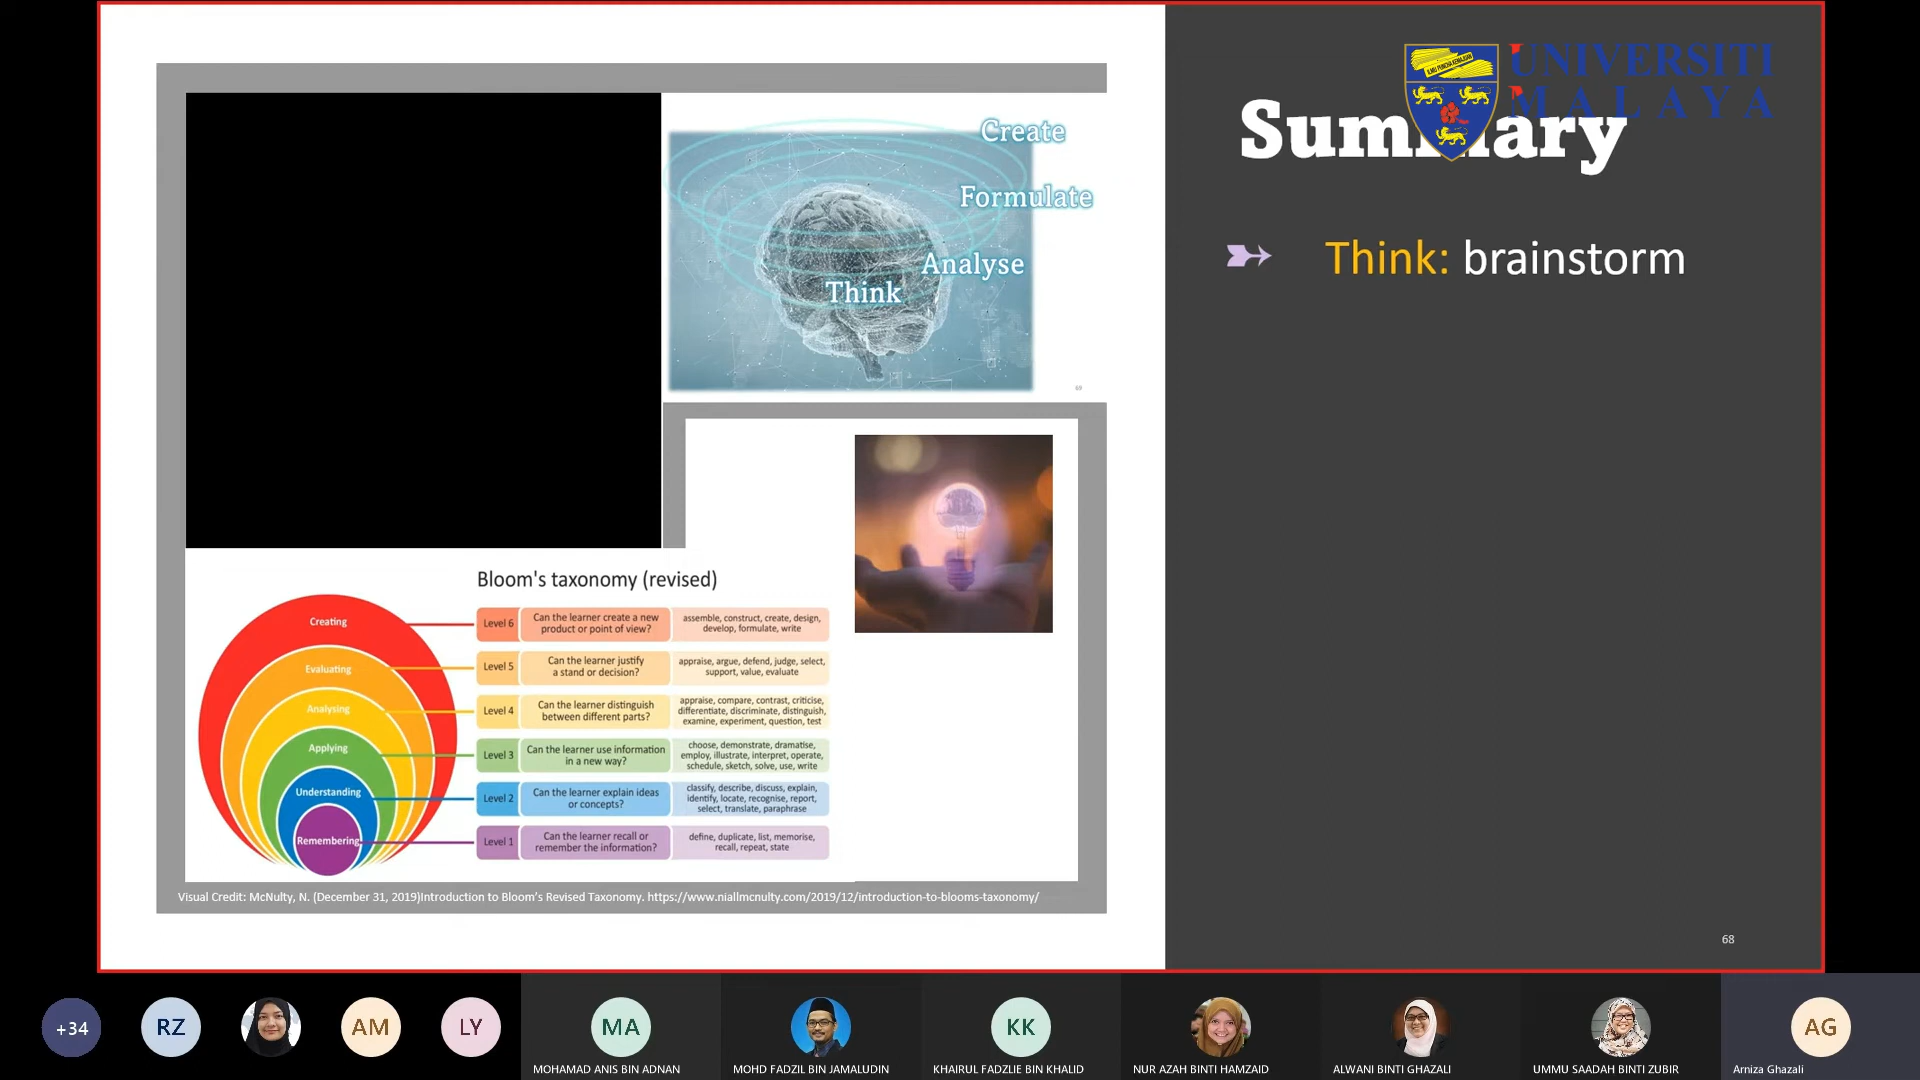 Create
Formulate
Analyse
Think
69
Bloom's taxonomy (revised)
Creating
Level 6
Can the learner create a new
product or point of view?
assemble, construct, create, design,
develop, formulate, write
Evaluating
Level 5
Can the learner justify
a stand or decision?
appraise, argue, defend, judge, select,
support, value, evaluate
Analysing
Level 4
Can the learner distinguish
between different parts?
appraise, compare, contrast, criticise,
differentiate, discriminate, distinguish,
examine, experiment, question, test
Applying
Level 3
Can the learner use information
in a new way?
choose, demonstrate, dramatise,
employ, illustrate, interpret, operate,
schedule, sketch, solve, use, write
Understanding
Level 2
Can the learner explain ideas
or concepts?
classify, describe, discuss, explain,
identify, locate, recognise, report,
select, translate, paraphrase
Remembering
Level 1
Can the learner recall or
remember the information?
define, duplicate, list, memorise,
recall, repeat, state
Visual Credit: McNulty, N. (December 31, 2019)Introduction to Bloom's Revised Taxonomy. https://www.niallmcnulty.com/2019/12/introduction-to-blooms-taxonomy/
UNIVERSITI
MALAYA
Summary
Think: brainstorm
68
+34
RZ
AM
LY
MA
MOHAMAD ANIS BIN ADNAN
MOHD FADZIL BIN JAMALUDIN
KK
KHAIRUL FADZLIE BIN KHALID
NUR AZAH BINTI HAMZAID
ALWANI BINTI GHAZALI
UMMU SAADAH BINTI ZUBIR
AG
Arniza Ghazali